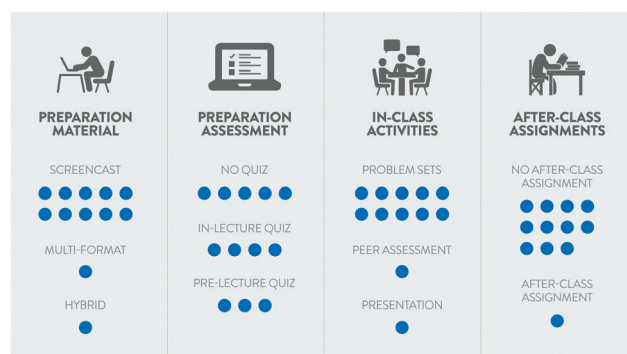 PREPARATION
MATERIAL
SCREENCAST
MULTI-FORMAT
HYBRID
PREPARATION
ASSESSMENT
NO QUIZ
IN-LECTURE QUIZ
PRE-LECTURE QUIZ
IN-CLASS
ACTIVITIES
PROBLEM SETS
PEER ASSESSMENT
PRESENTATION
AFTER-CLASS
ASSIGNMENTS
NO AFTER-CLASS
ASSIGNMENT
AFTER-CLASS
ASSIGNMENT